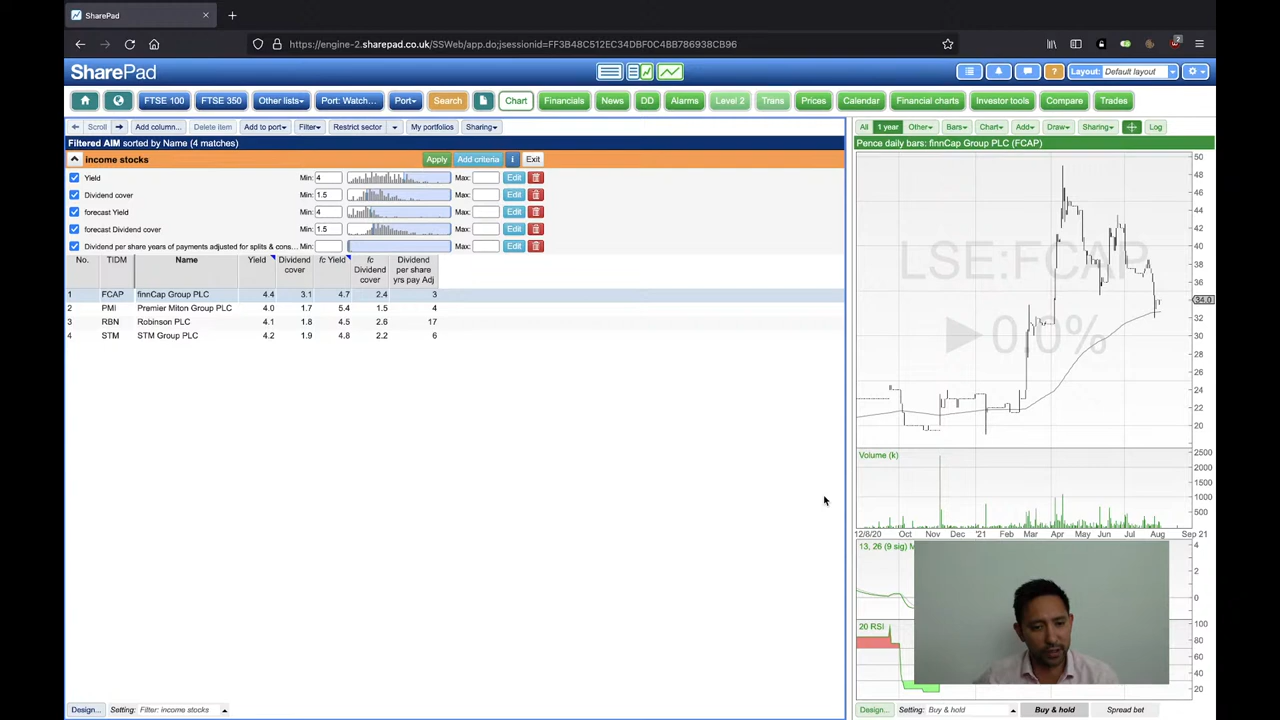 SharePad
https://engine-2.sharepad.co.uk/SSWeb/app.do;jsessionid=FF3B48C512EC34DBF0C4BB786938CB96
2
SharePad
Layout: Default layout
FTSE 100 FTSE 350 Other lists Port: Watch... Port Search Chart Financials News DD Alarms Level 2 Trans Prices Calendar Financial charts Investor tools Compare Trades
Scroll Add column... Delete item Add to port Filter Restrict sector My portfolios Sharing
All 1 year Other Bars Chart Add Draw Sharing Log
Filtered AIM sorted by Name (4 matches)
Pence daily bars: finnCap Group PLC (FCAP)
income stocks Apply Add criteria i Exit
Yield Min: 4 Max: Edit
Dividend cover Min: 1.5 Max: Edit
forecast Yield Min: 4 Max: Edit
forecast Dividend cover Min: 1.5 Max: Edit
Dividend per share years of payments adjusted for splits & cons... Min: Max: Edit
No. TIDM Name Yield Dividend cover fc Yield fc Dividend cover Dividend per share yrs pay Adj
1 FCAP finnCap Group PLC 4.4 3.1 4.7 2.4 3
2 PMI Premier Miton Group PLC 4.0 1.7 5.4 1.5 4
3 RBN Robinson PLC 4.1 1.8 4.5 2.6 17
4 STM STM Group PLC 4.2 1.9 4.8 2.2 6
LSE:FCAP
0.0%
50
48
46
44
42
40
38
36
34.0
32
30
28
26
24
22
20
Volume (k)
2500
2000
1500
1000
500
12/8/20 Oct Nov Dec '21 Feb Mar Apr May Jun Jul Aug Sep 21
13, 26 (9 sig) M
4
2
0
20 RSI
100
80
60
40
20
Design... Setting: Filter: income stocks
Design... Setting: Buy & hold Buy & hold Spread bet